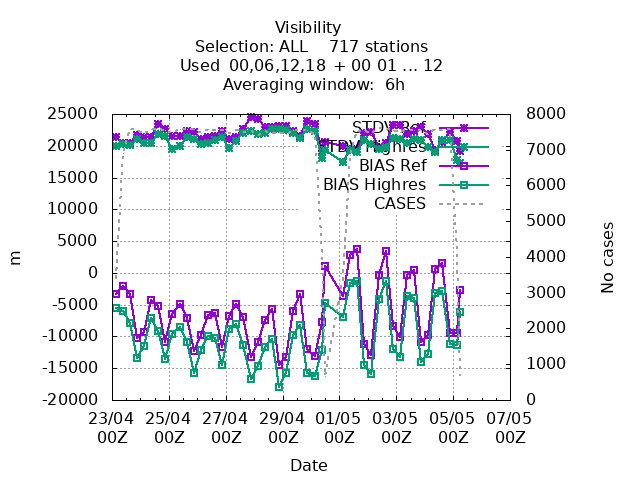 Visibility
Selection: ALL 717 stations
Used 00,06,12,18 + 00 01 ... 12
Averaging window: 6h
25000
20000
15000
10000
5000
0
-5000
-10000
-15000
-20000
m
8000
7000
6000
5000
4000
3000
2000
1000
0
No cases
STDV Ref
STDV Highres
BIAS Ref
BIAS Highres
CASES
23/04 25/04 27/04 29/04 01/05 03/05 05/05 07/05
00Z 00Z 00Z 00Z 00Z 00Z 00Z 00Z
Date